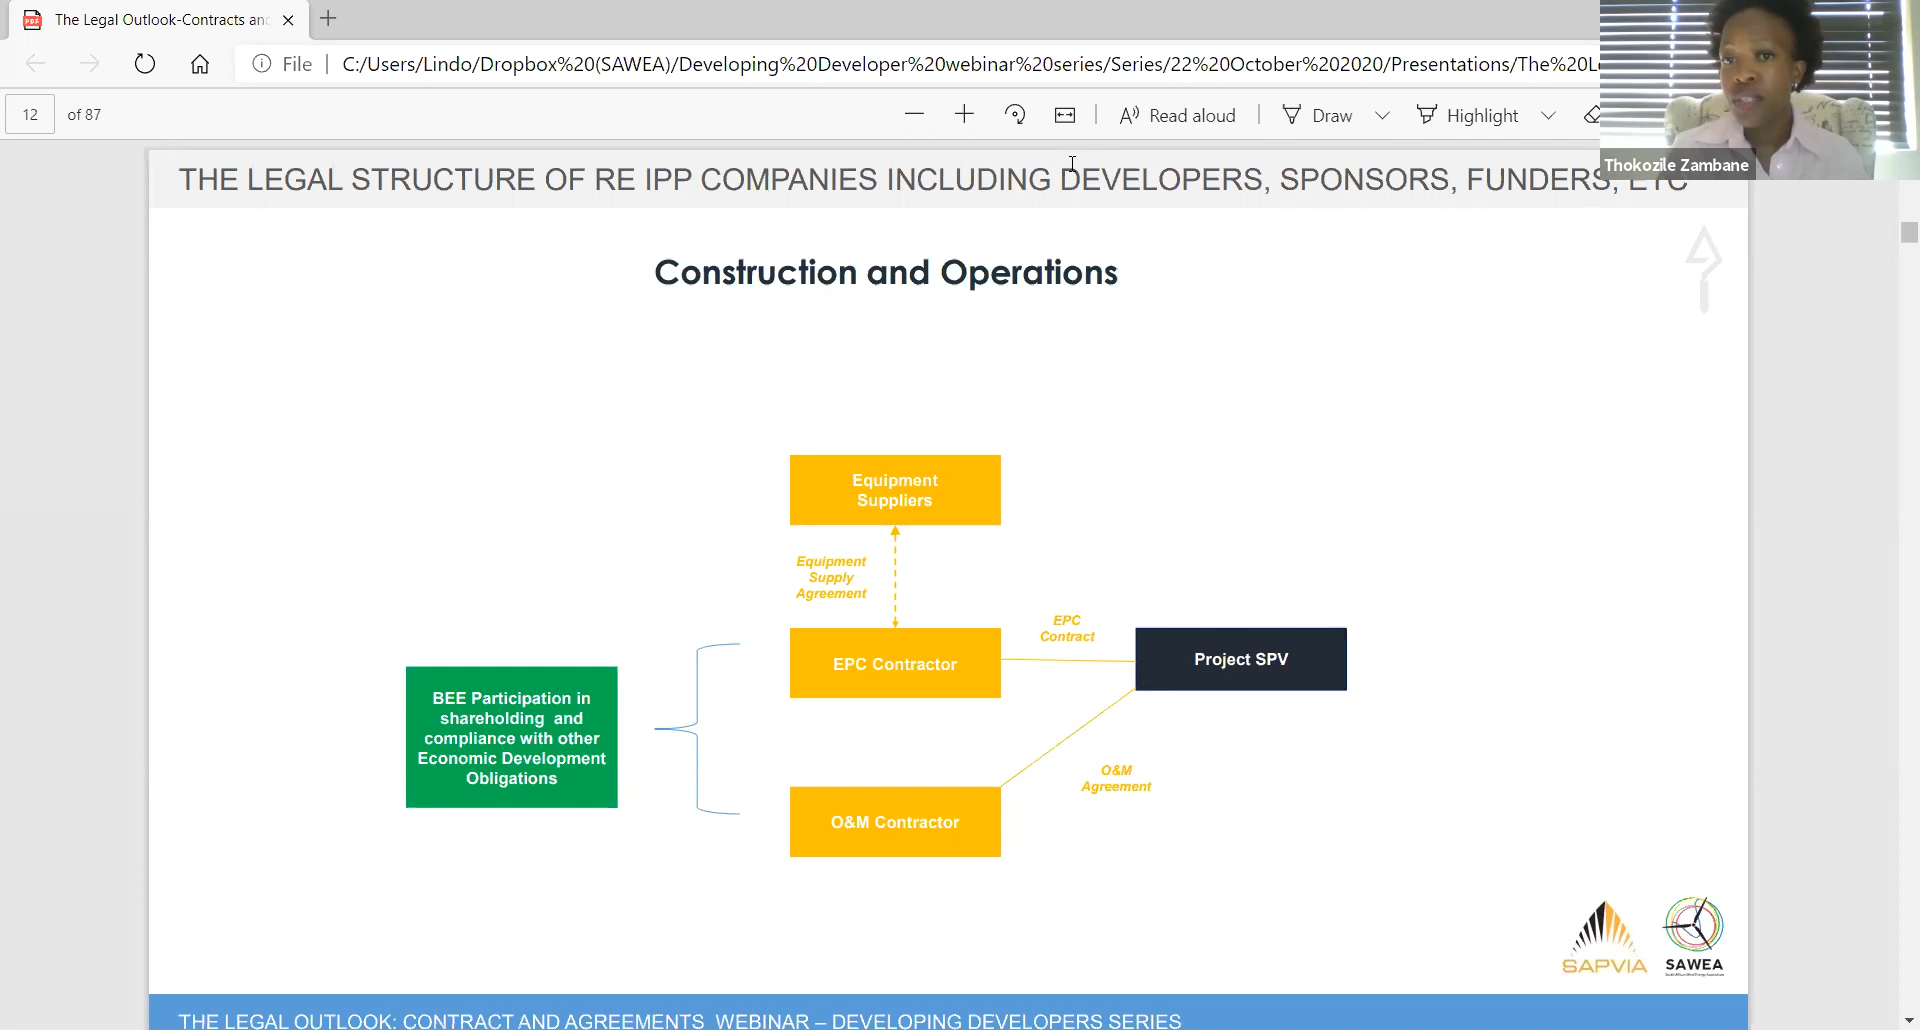 The Legal Outlook-Contracts and
File
C:/Users/Lindo/Dropbox%20(SAWEA)/Developing%20Developer%20webinar%20series/Series/22%20October%202020/Presentations/The%20L
12 of 87
Read aloud
Draw
Highlight
Thokozile Zambane
THE LEGAL STRUCTURE OF RE IPP COMPANIES INCLUDING DEVELOPERS, SPONSORS, FUNDERS, ETC
Construction and Operations
Equipment
Suppliers
Equipment
Supply
Agreement
EPC
Contract
EPC Contractor
Project SPV
BEE Participation in
shareholding and
compliance with other
Economic Development
Obligations
O&M
Agreement
O&M Contractor
SAPVIA
SAWEA
THE LEGAL OUTLOOK: CONTRACT AND AGREEMENTS WEBINAR – DEVELOPING DEVELOPERS SERIES